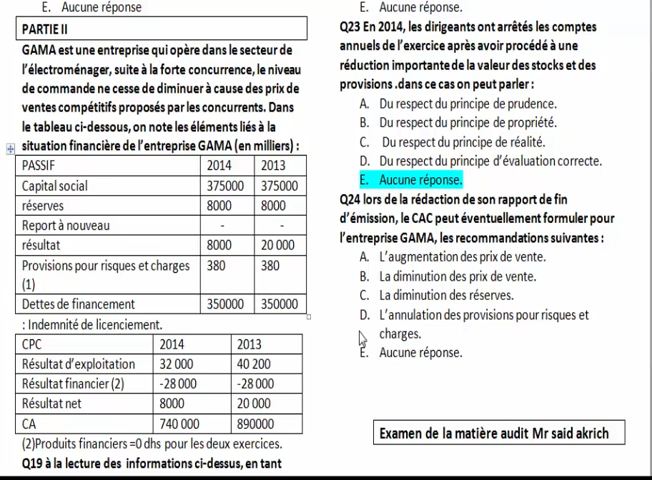 E. Aucune réponse
PARTIE II
GAMA est une entreprise qui opère dans le secteur de
l'électroménager, suite à la forte concurrence, le niveau
de commande ne cesse de diminuer à cause des prix de
ventes compétitifs proposés par les concurrents. Dans
le tableau ci-dessous, on note les éléments liés à la
situation financière de l'entreprise GAMA (en milliers) :
PASSIF 2014 2013
Capital social 375000 375000
réserves 8000 8000
Report à nouveau - -
résultat 8000 20 000
Provisions pour risques et charges 380 380
(1)
Dettes de financement 350000 350000
: Indemnité de licenciement.
CPC 2014 2013
Résultat d'exploitation 32 000 40 200
Résultat financier (2) -28 000 -28 000
Résultat net 8000 20 000
CA 740 000 890000
(2)Produits financiers =0 dhs pour les deux exercices.
Q19 à la lecture des informations ci-dessus, en tant
E. Aucune réponse.
Q23 En 2014, les dirigeants ont arrêtés les comptes
annuels de l'exercice après avoir procédé à une
réduction importante de la valeur des stocks et des
provisions .dans ce cas on peut parler :
A. Du respect du principe de prudence.
B. Du respect du principe de propriété.
C. Du respect du principe de réalité.
D. Du respect du principe d'évaluation correcte.
E. Aucune réponse.
Q24 lors de la rédaction de son rapport de fin
d'émission, le CAC peut éventuellement formuler pour
l'entreprise GAMA, les recommandations suivantes :
A. L'augmentation des prix de vente.
B. La diminution des prix de vente.
C. La diminution des réserves.
D. L'annulation des provisions pour risques et
charges.
E. Aucune réponse.
Examen de la matière audit Mr said akrich